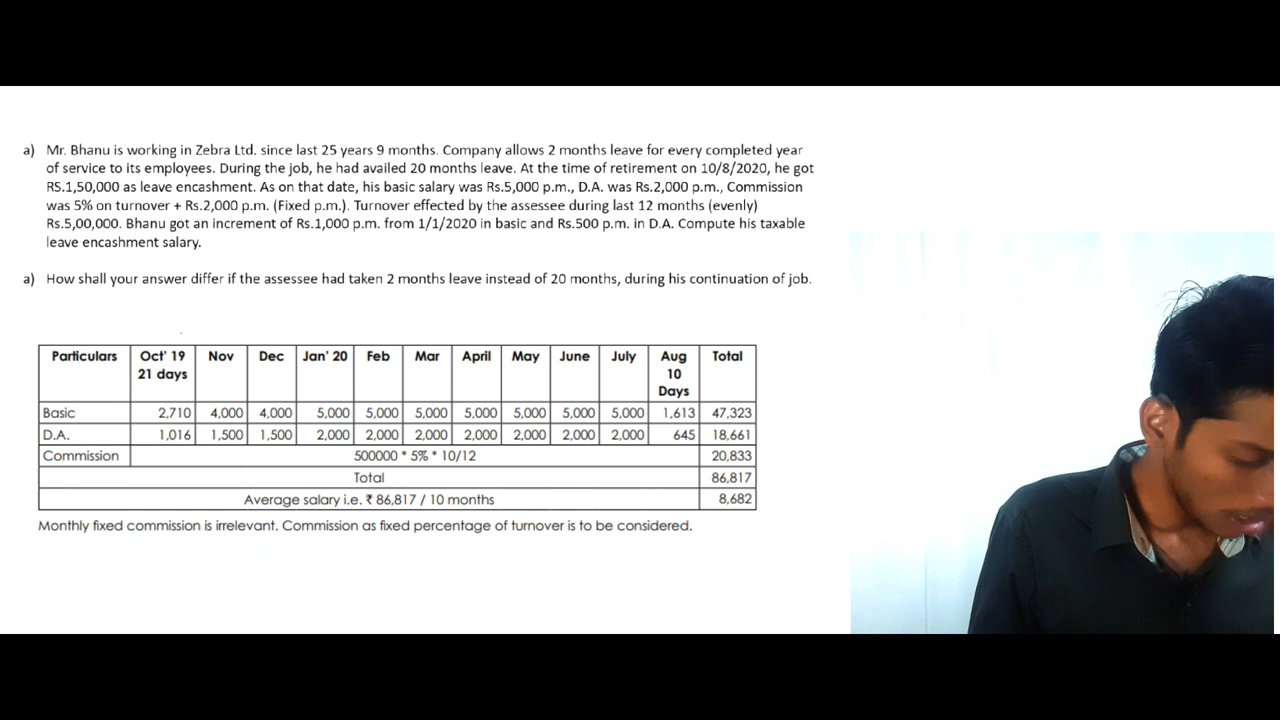 a) Mr. Bhanu is working in Zebra Ltd. since last 25 years 9 months. Company allows 2 months leave for every completed year
of service to its employees. During the job, he had availed 20 months leave. At the time of retirement on 10/8/2020, he got
RS.1,50,000 as leave encashment. As on that date, his basic salary was Rs.5,000 p.m., D.A. was Rs.2,000 p.m., Commission
was 5% on turnover + Rs.2,000 p.m. (Fixed p.m.). Turnover effected by the assessee during last 12 months (evenly)
Rs.5,00,000. Bhanu got an increment of Rs.1,000 p.m. from 1/1/2020 in basic and Rs.500 p.m. in D.A. Compute his taxable
leave encashment salary.
a) How shall your answer differ if the assessee had taken 2 months leave instead of 20 months, during his continuation of job.
Particulars Oct' 19 21 days Nov Dec Jan' 20 Feb Mar April May June July Aug 10 Days Total
Basic 2,710 4,000 4,000 5,000 5,000 5,000 5,000 5,000 5,000 5,000 1,613 47,323
D.A. 1,016 1,500 1,500 2,000 2,000 2,000 2,000 2,000 2,000 2,000 645 18,661
Commission 500000 * 5% * 10/12 20,833
Total 86,817
Average salary i.e. ₹ 86,817 / 10 months 8,682
Monthly fixed commission is irrelevant. Commission as fixed percentage of turnover is to be considered.